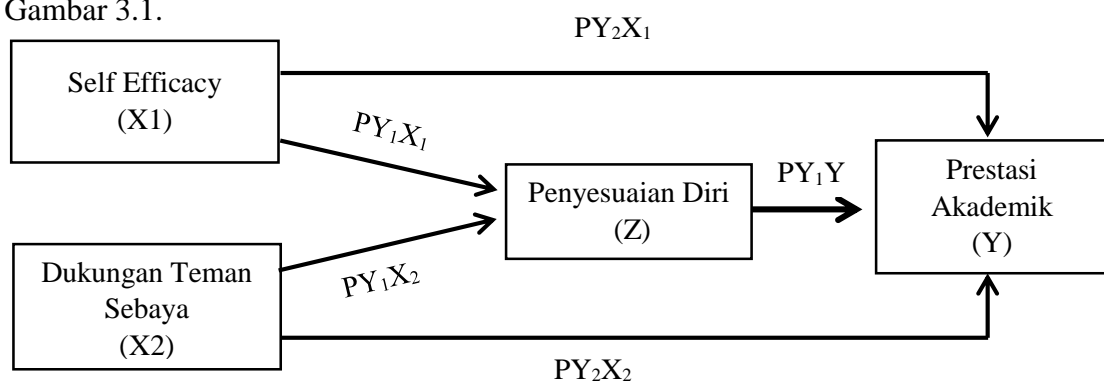 Gambar 3.1.
PY₂X₁
Self Efficacy
(X1)
PY₁X₁
Penyesuaian Diri
(Z)
PY₁Y
Prestasi
Akademik
(Y)
Dukungan Teman
Sebaya
(X2)
PY₁X₂
PY₂X₂